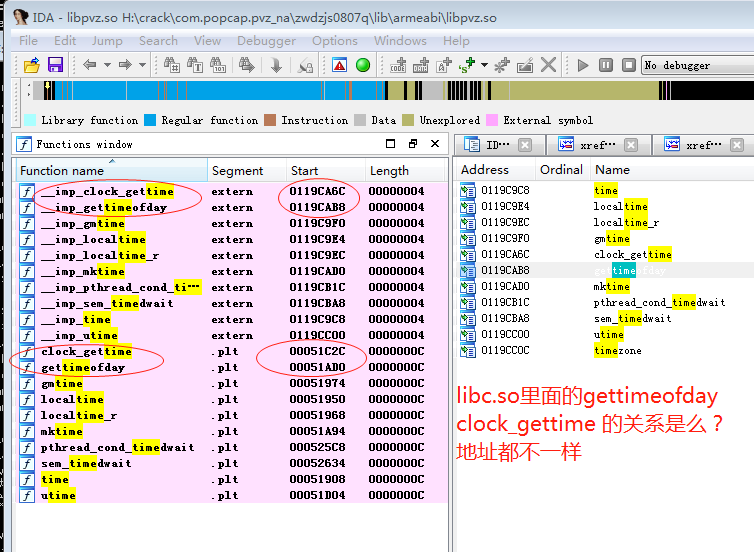 IDA - libpvz.so H:\crack\com.popcap.pvz_na\zwdzjs0807q\lib\armeabi\libpvz.so
File Edit Jump Search View Debugger Options Windows Help
No debugger
Library function Regular function Instruction Data Unexplored External symbol
Functions window
Function name Segment Start Length
__imp_clock_gettime extern 0119CA6C 00000004
__imp_gettimeofday extern 0119CAB8 00000004
__imp_gmtime extern 0119C9F0 00000004
__imp_localtime extern 0119C9E4 00000004
__imp_localtime_r extern 0119C9EC 00000004
__imp_mktime extern 0119CAD0 00000004
__imp_pthread_cond_ti··· extern 0119CB1C 00000004
__imp_sem_timedwait extern 0119CBA8 00000004
__imp_time extern 0119C9C8 00000004
__imp_utime extern 0119CC00 00000004
clock_gettime .plt 00051C2C 0000000C
gettimeofday .plt 00051AD0 0000000C
gmtime .plt 00051974 0000000C
localtime .plt 00051950 0000000C
localtime_r .plt 00051968 0000000C
mktime .plt 00051A94 0000000C
pthread_cond_timedwait .plt 000525C8 0000000C
sem_timedwait .plt 00052634 0000000C
time .plt 00051908 0000000C
utime .plt 00051D04 0000000C
ID··· xref··· xref···
Address Ordinal Name
0119C9C8 time
0119C9E4 localtime
0119C9EC localtime_r
0119C9F0 gmtime
0119CA6C clock_gettime
0119CAB8 gettimeofday
0119CAD0 mktime
0119CB1C pthread_cond_timedwait
0119CBA8 sem_timedwait
0119CC00 utime
0119CC0C timezone
libc.so里面的gettimeofday
clock_gettime 的关系是么？
地址都不一样